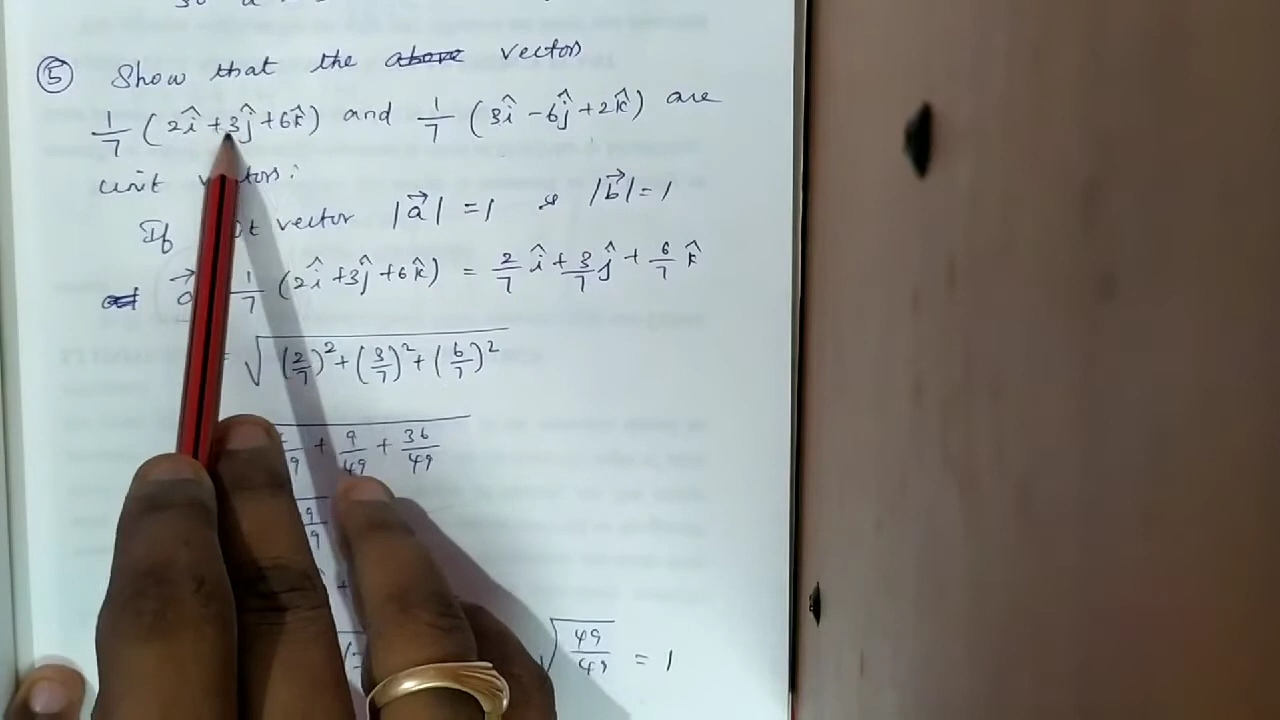 ⑤ Show that the above vector
1/7 (2î + 3ĵ + 6k̂) and 1/7 (3î - 6ĵ + 2k̂) are
unit
If vector |a⃗| = 1 & |b⃗| = 1
a⃗ 1/7 (2î + 3ĵ + 6k̂) = 2/7 î + 3/7 ĵ + 6/7 k̂
= √((2/7)² + (3/7)² + (6/7)²)
+ 9/49 + 36/49
√(49/49) = 1